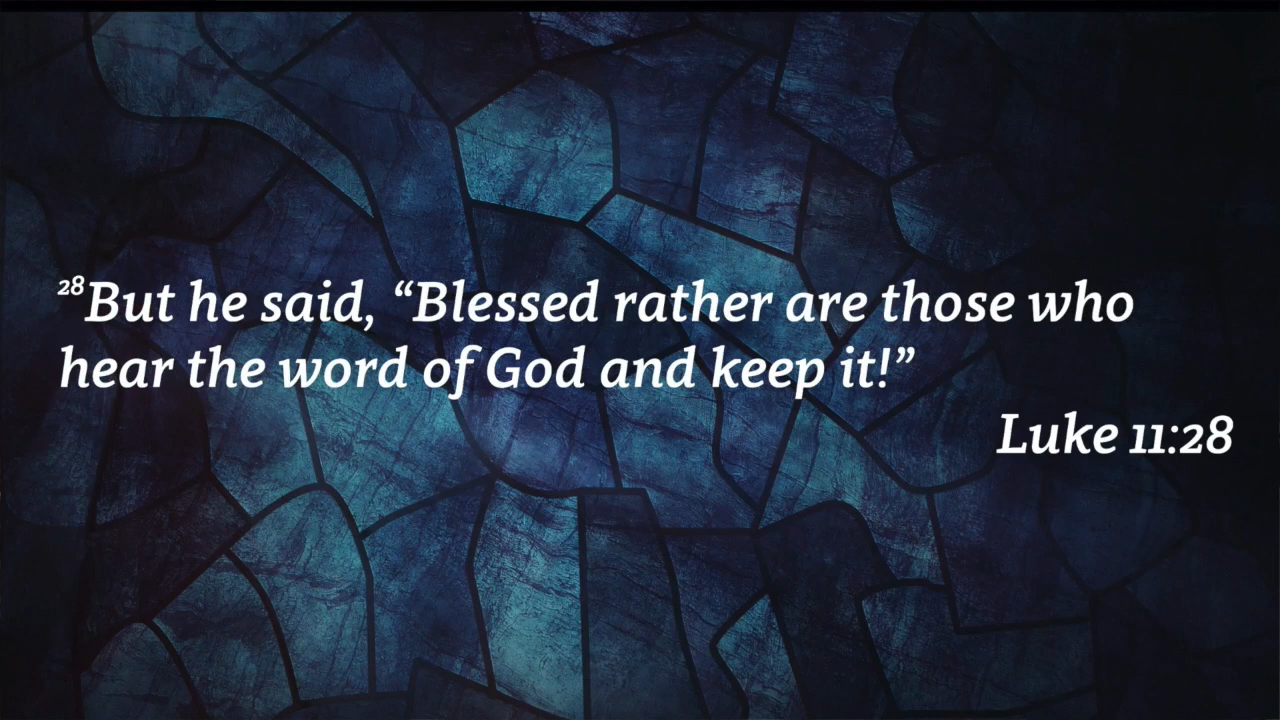 ²⁸But he said, “Blessed rather are those who
hear the word of God and keep it!”
Luke 11:28